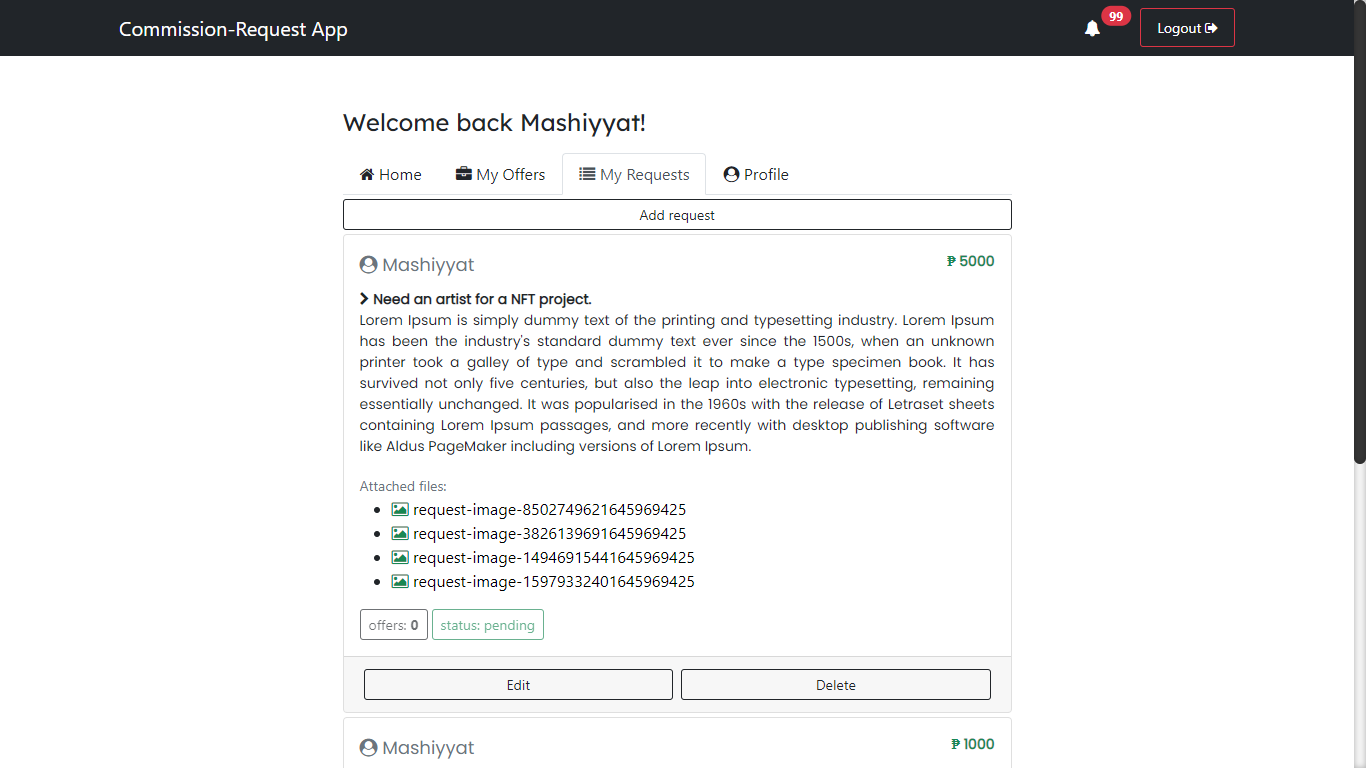 Commission-Request App
99
Logout
Welcome back Mashiyyat!
Home
My Offers
My Requests
Profile
Add request
Mashiyyat
₱ 5000
Need an artist for a NFT project.
Lorem Ipsum is simply dummy text of the printing and typesetting industry. Lorem Ipsum
has been the industry's standard dummy text ever since the 1500s, when an unknown
printer took a galley of type and scrambled it to make a type specimen book. It has
survived not only five centuries, but also the leap into electronic typesetting, remaining
essentially unchanged. It was popularised in the 1960s with the release of Letraset sheets
containing Lorem Ipsum passages, and more recently with desktop publishing software
like Aldus PageMaker including versions of Lorem Ipsum.
Attached files:
request-image-8502749621645969425
request-image-3826139691645969425
request-image-14946915441645969425
request-image-15979332401645969425
offers: 0
status: pending
Edit
Delete
Mashiyyat
₱ 1000